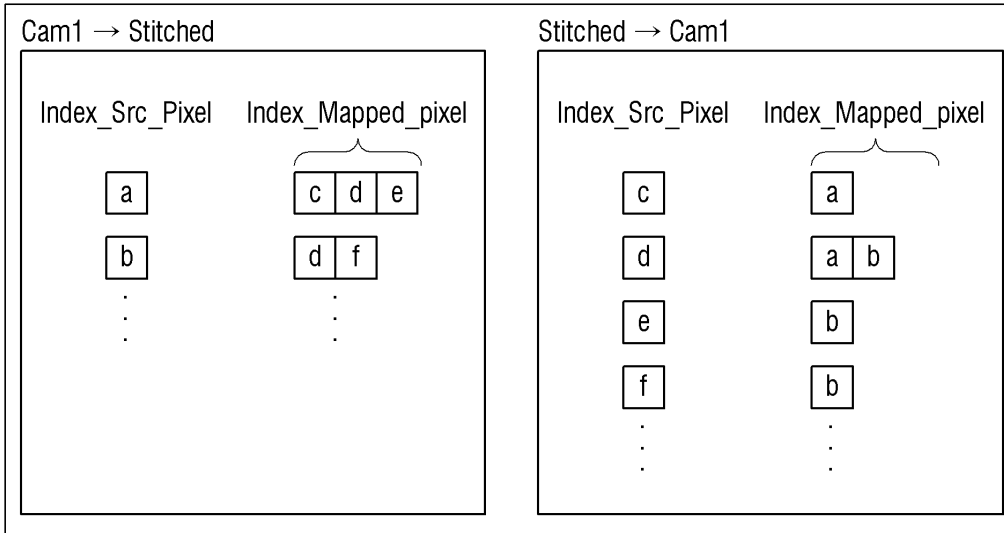 Cam1 → Stitched
Index_Src_Pixel Index_Mapped_pixel
a c d e
b d f
Stitched → Cam1
Index_Src_Pixel Index_Mapped_pixel
c a
d a b
e b
f b